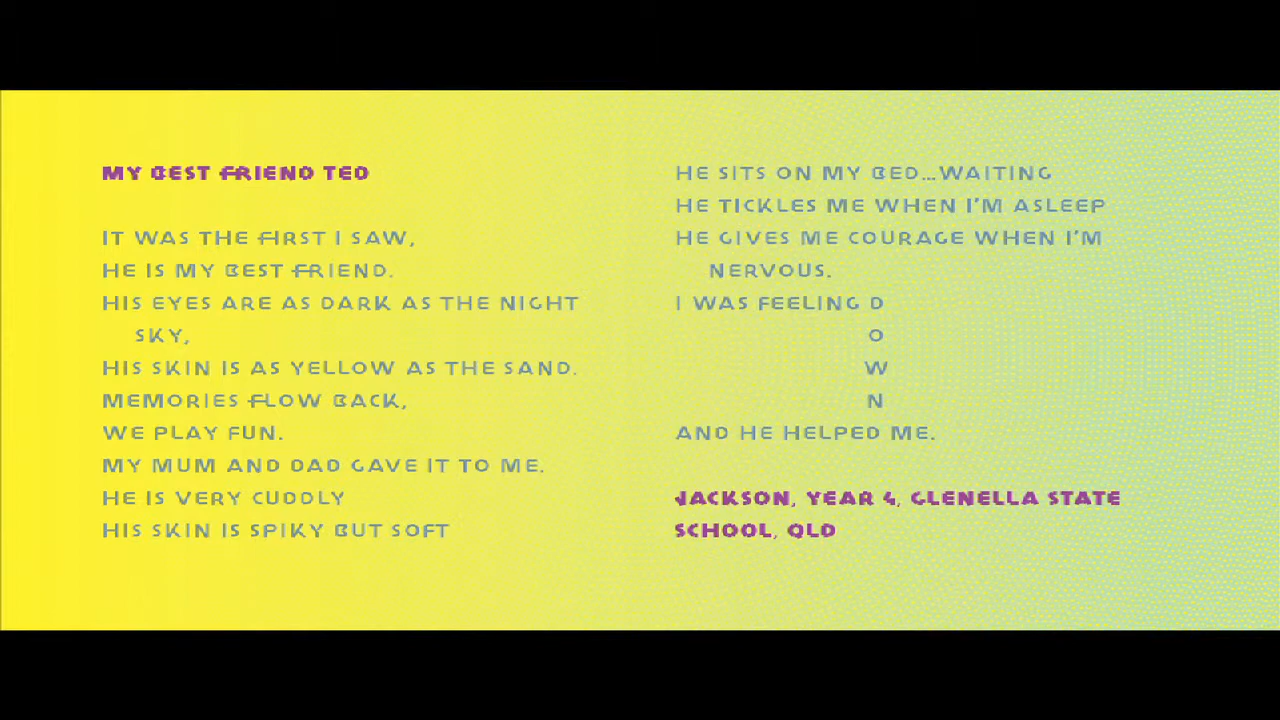 MY BEST FRIEND TED
IT WAS THE FIRST I SAW,
HE IS MY BEST FRIEND.
HIS EYES ARE AS DARK AS THE NIGHT
SKY,
HIS SKIN IS AS YELLOW AS THE SAND.
MEMORIES FLOW BACK,
WE PLAY FUN.
MY MUM AND DAD GAVE IT TO ME.
HE IS VERY CUDDLY
HIS SKIN IS SPIKY BUT SOFT
HE SITS ON MY BED...WAITING
HE TICKLES ME WHEN I'M ASLEEP
HE GIVES ME COURAGE WHEN I'M
NERVOUS.
I WAS FEELING D
O
W
N
AND HE HELPED ME.
JACKSON, YEAR 4, GLENELLA STATE
SCHOOL, QLD